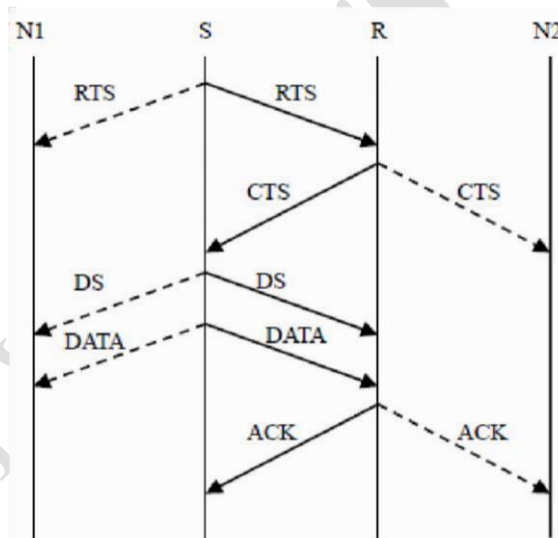 N1 S R N2
RTS RTS
CTS CTS
DS DS
DATA DATA
ACK ACK